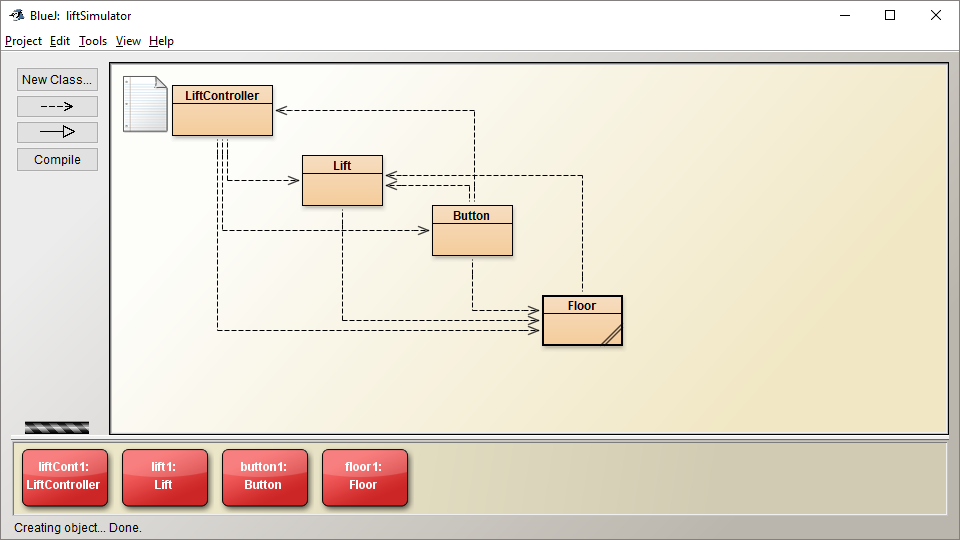 BlueJ: liftSimulator
Project Edit Tools View Help
New Class...
Compile
LiftController
Lift
Button
Floor
liftCont1:
LiftController
lift1:
Lift
button1:
Button
floor1:
Floor
Creating object... Done.